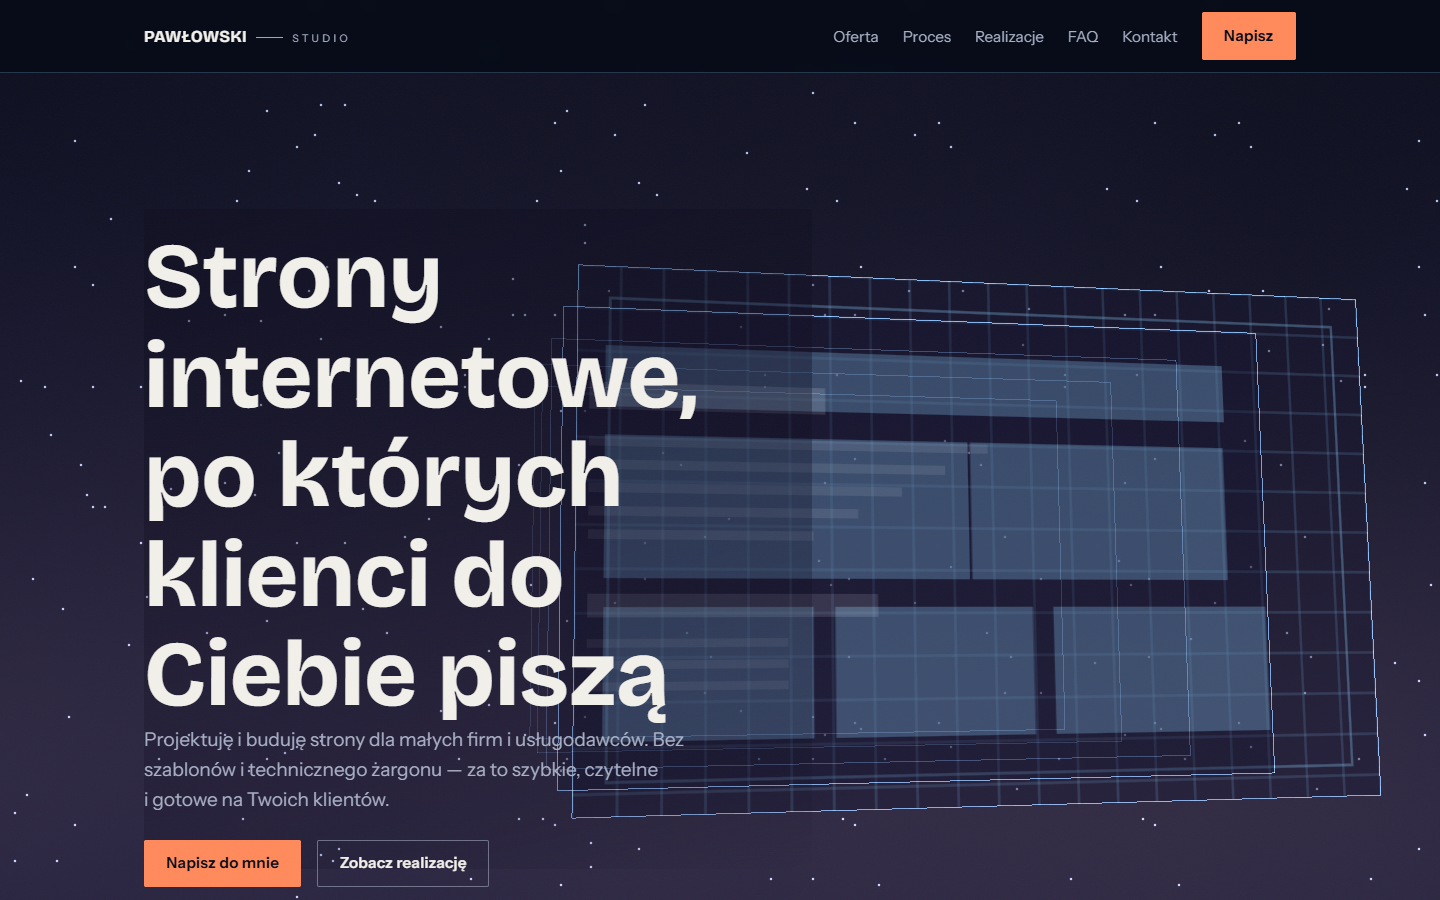 PAWŁOWSKI — STUDIO
Oferta Proces Realizacje FAQ Kontakt Napisz
Strony
internetowe,
po których
klienci do
Ciebie piszą
Projektuję i buduję strony dla małych firm i usługodawców. Bez
szablonów i technicznego żargonu — za to szybkie, czytelne
i gotowe na Twoich klientów.
Napisz do mnie Zobacz realizację